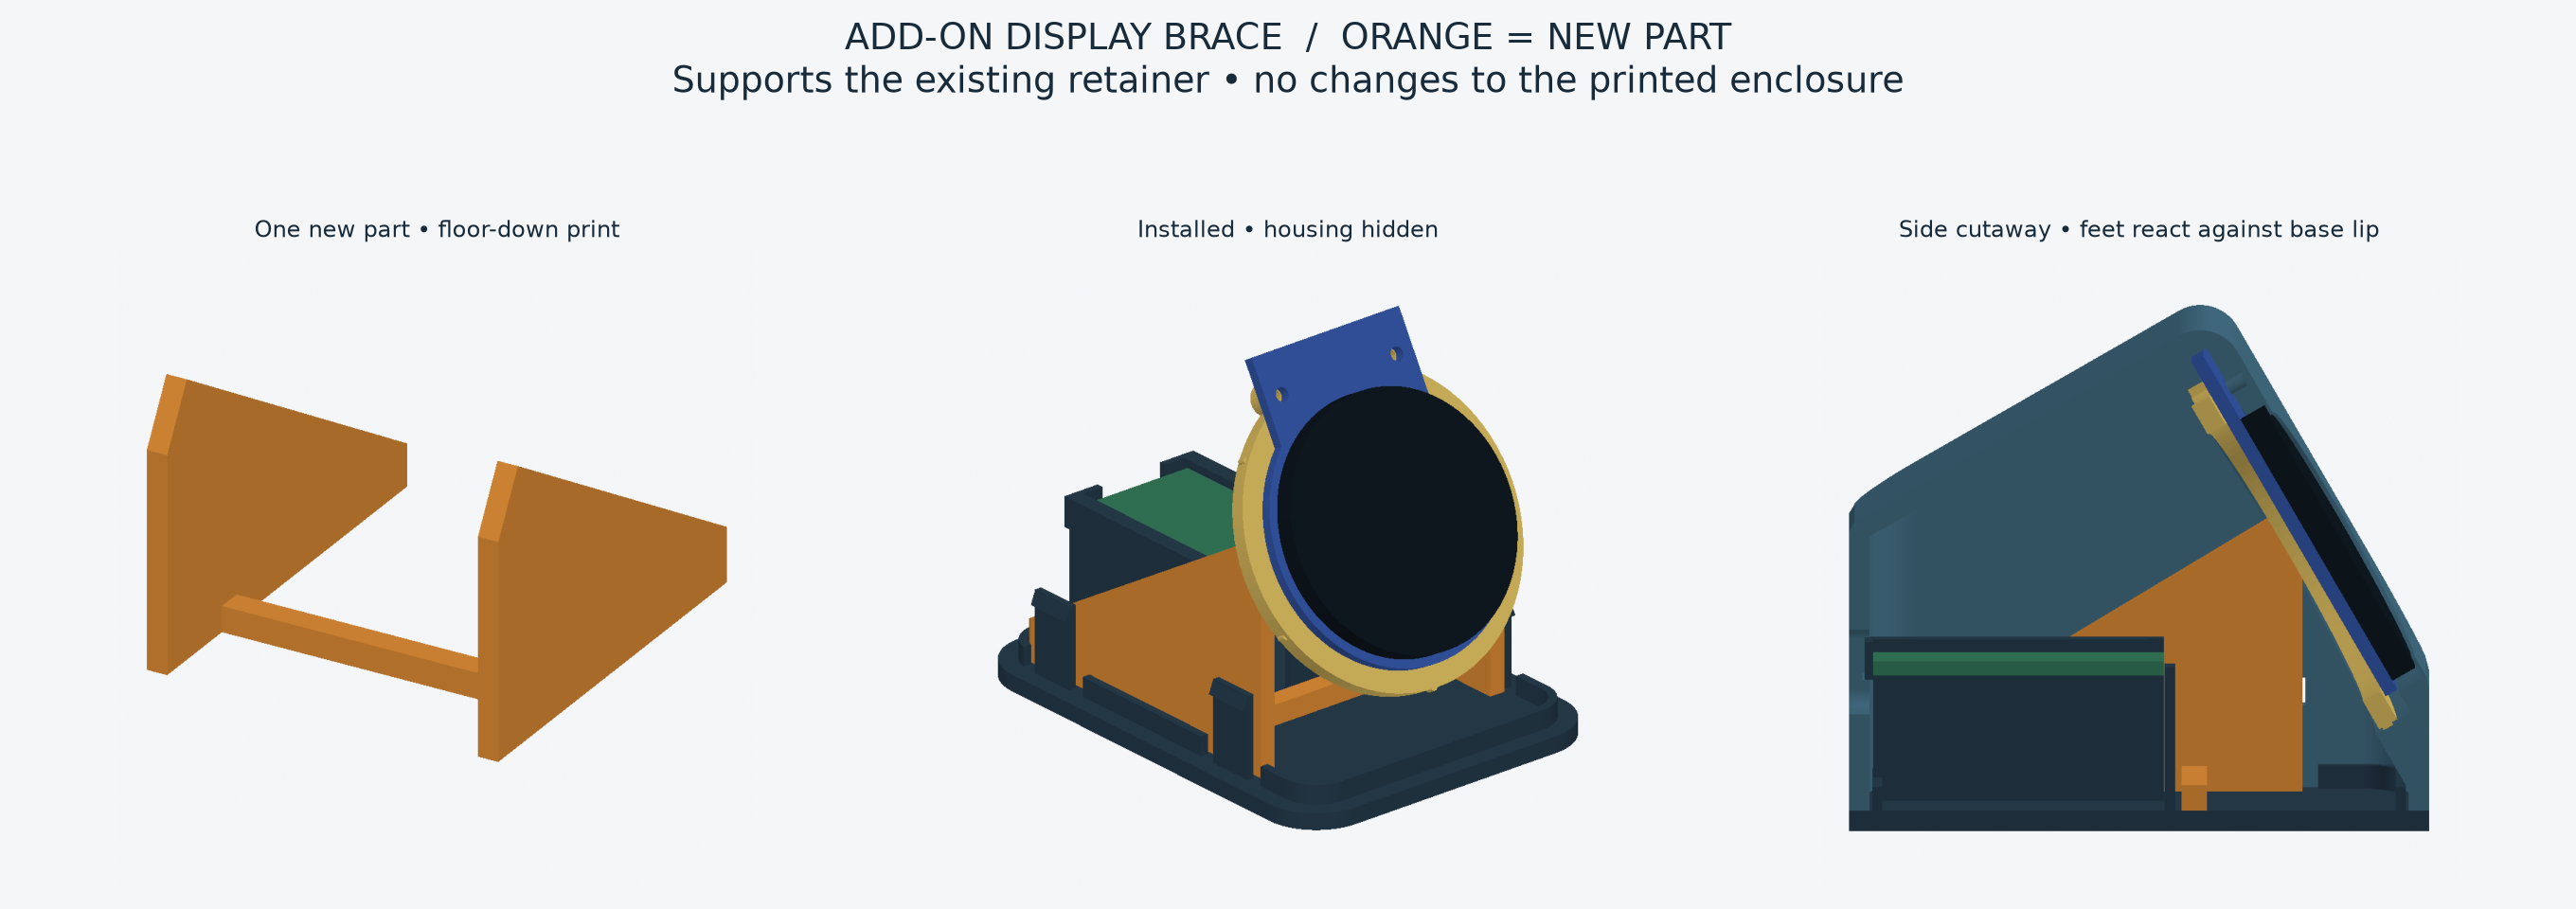 ADD-ON DISPLAY BRACE / ORANGE = NEW PART
Supports the existing retainer • no changes to the printed enclosure
One new part • floor-down print
Installed • housing hidden
Side cutaway • feet react against base lip